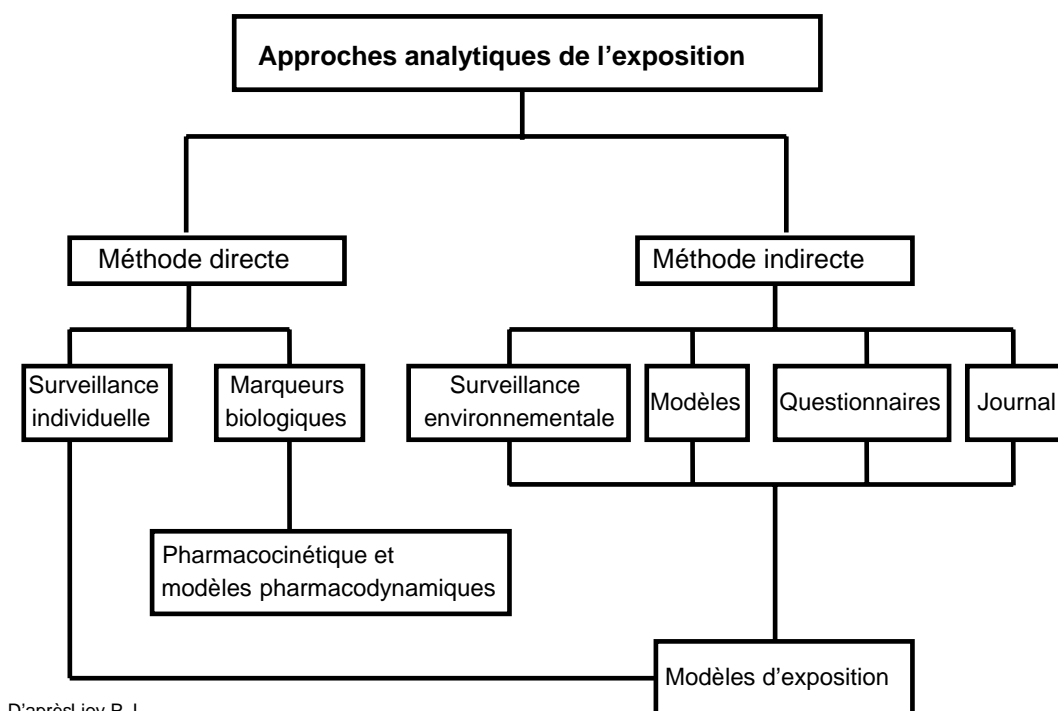 Approches analytiques de l'exposition
Méthode directe
Méthode indirecte
Surveillance
individuelle
Marqueurs
biologiques
Surveillance
environnementale
Modèles
Questionnaires
Journal
Pharmacocinétique et
modèles pharmacodynamiques
Modèles d'exposition
D'après